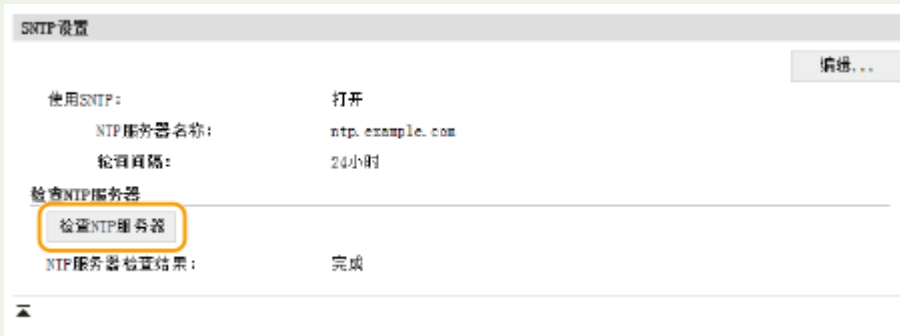 SNTP设置
编辑...
使用SNTP: 打开
NTP服务器名称: ntp.example.com
轮询间隔: 24小时
检查NTP服务器
检查NTP服务器
NTP服务器检查结果: 完成